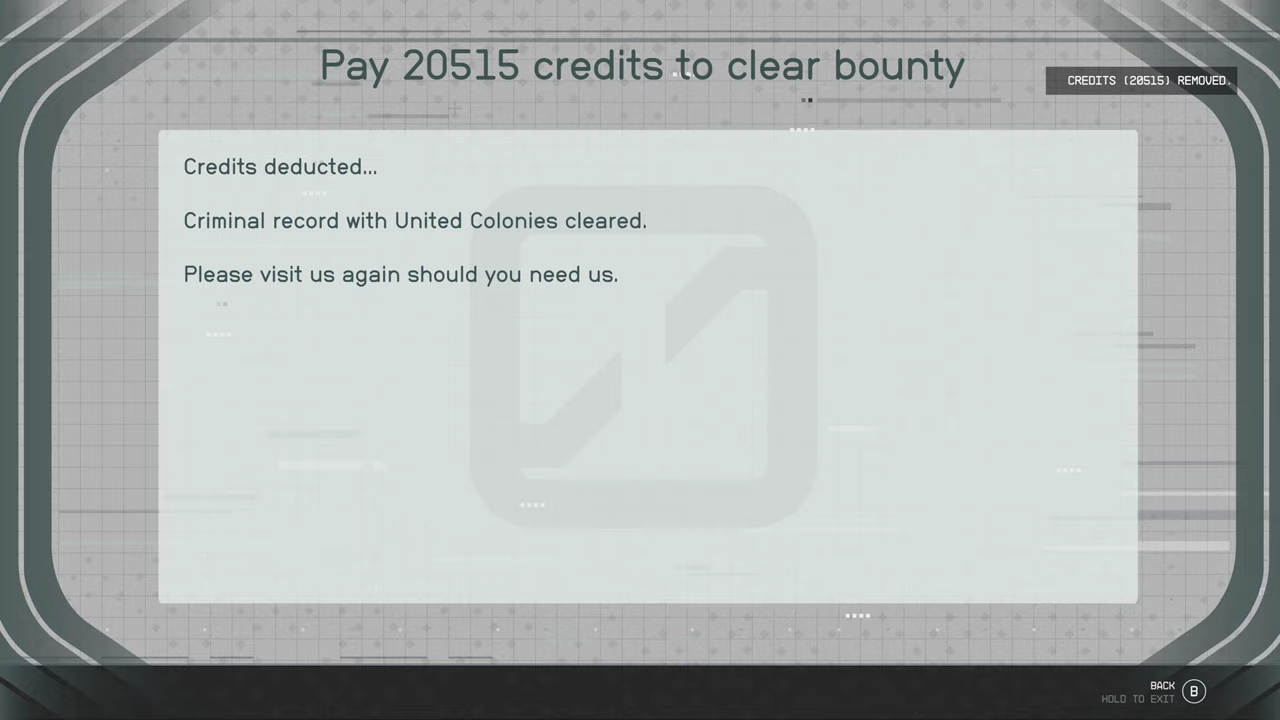 Pay 20515 credits to clear bounty
CREDITS (20515) REMOVED.
Credits deducted...
Criminal record with United Colonies cleared.
Please visit us again should you need us.
BACK
HOLD TO EXIT
B